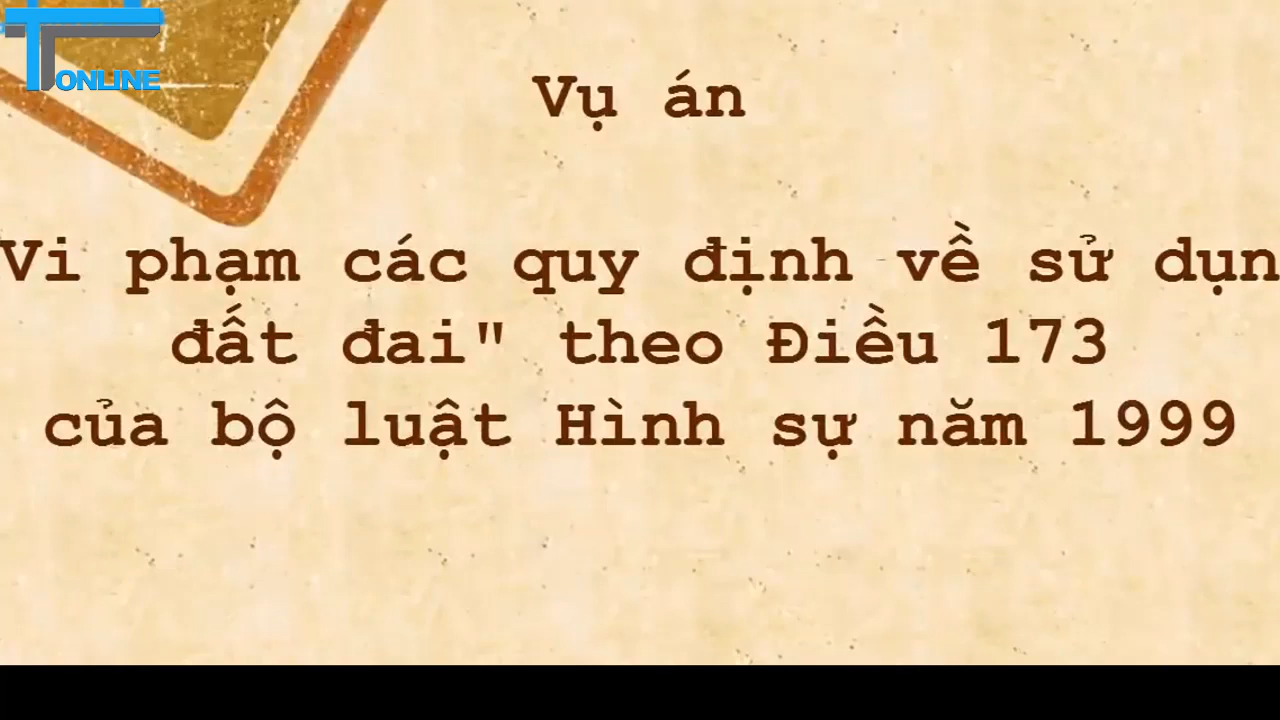 ONLINE
Vụ án
Vi phạm các quy định về sử dụn
đất đai" theo Điều 173
của bộ luật Hình sự năm 1999